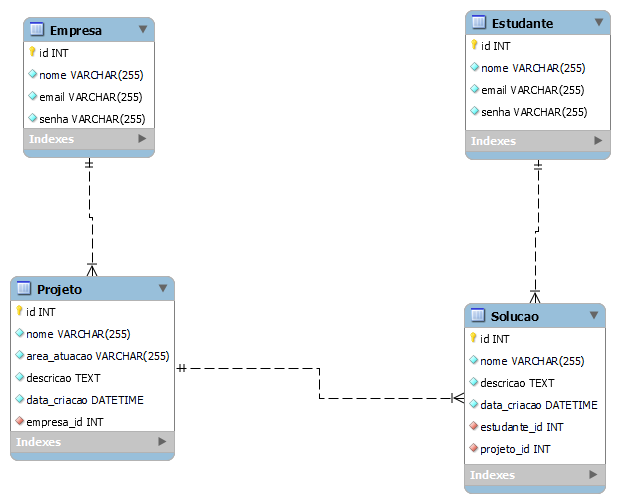 Empresa
id INT
nome VARCHAR(255)
email VARCHAR(255)
senha VARCHAR(255)
Indexes
Estudante
id INT
nome VARCHAR(255)
email VARCHAR(255)
senha VARCHAR(255)
Indexes
Projeto
id INT
nome VARCHAR(255)
area_atuacao VARCHAR(255)
descricao TEXT
data_criacao DATETIME
empresa_id INT
Indexes
Solucao
id INT
nome VARCHAR(255)
descricao TEXT
data_criacao DATETIME
estudante_id INT
projeto_id INT
Indexes